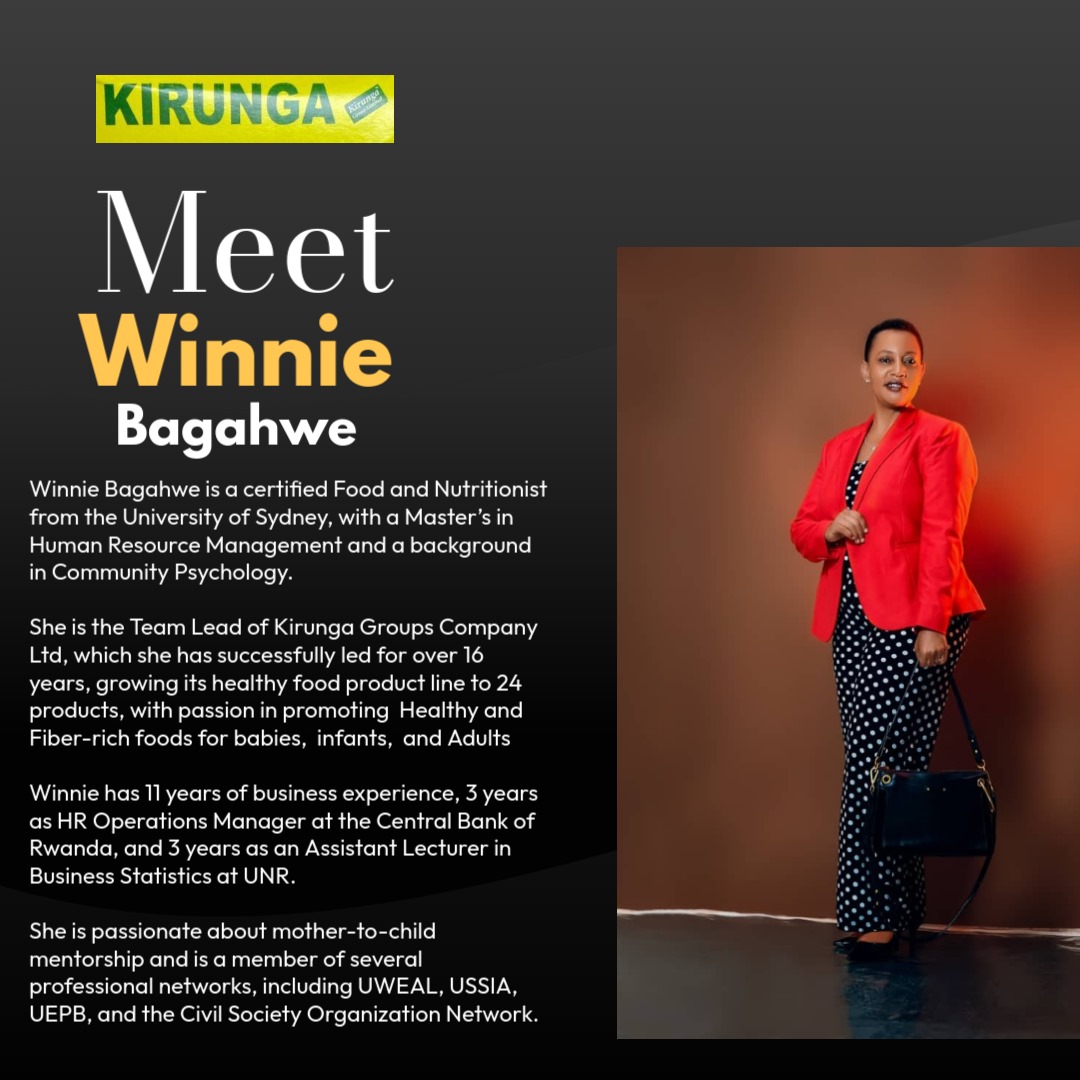 KIRUNGA
Kirunga
Meet
Winnie
Bagahwe
Winnie Bagahwe is a certified Food and Nutritionist
from the University of Sydney, with a Master's in
Human Resource Management and a background
in Community Psychology.
She is the Team Lead of Kirunga Groups Company
Ltd, which she has successfully led for over 16
years, growing its healthy food product line to 24
products, with passion in promoting  Healthy and
Fiber-rich foods for babies,  infants,  and Adults
Winnie has 11 years of business experience, 3 years
as HR Operations Manager at the Central Bank of
Rwanda, and 3 years as an Assistant Lecturer in
Business Statistics at UNR.
She is passionate about mother-to-child
mentorship and is a member of several
professional networks, including UWEAL, USSIA,
UEPB, and the Civil Society Organization Network.